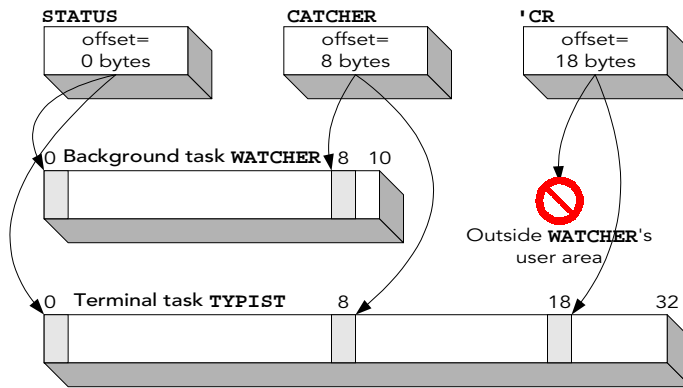 STATUS
offset=
0 bytes
CATCHER
offset=
8 bytes
'CR
offset=
18 bytes
0 Background task WATCHER 8 10
Outside WATCHER's
user area
0 Terminal task TYPIST 8 18 32